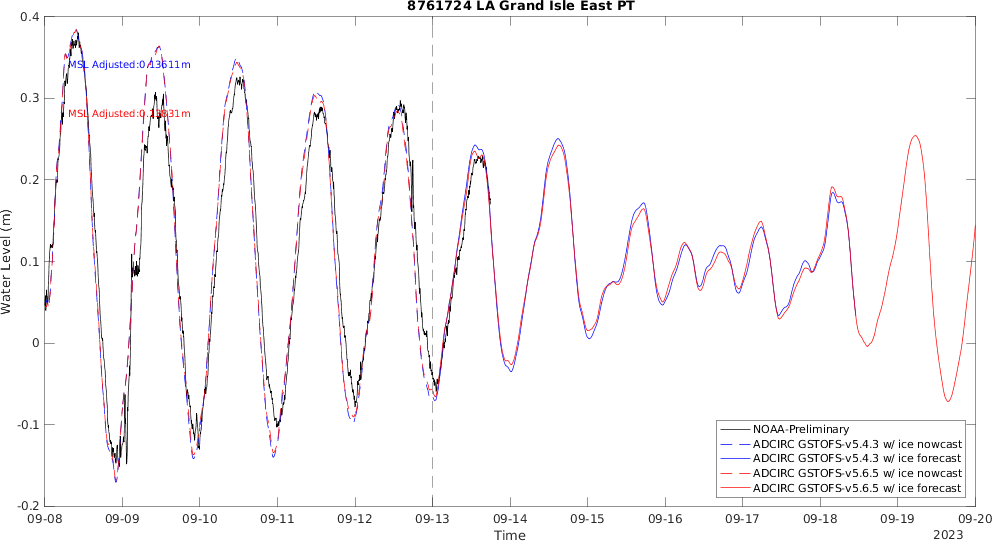 8761724 LA Grand Isle East PT
Water Level (m)
0.4
0.3
0.2
0.1
0
-0.1
-0.2
MSL Adjusted:0.13611m
MSL Adjusted:0.13831m
NOAA-Preliminary
ADCIRC GSTOFS-v5.4.3 w/ ice nowcast
ADCIRC GSTOFS-v5.4.3 w/ ice forecast
ADCIRC GSTOFS-v5.6.5 w/ ice nowcast
ADCIRC GSTOFS-v5.6.5 w/ ice forecast
09-08 09-09 09-10 09-11 09-12 09-13 09-14 09-15 09-16 09-17 09-18 09-19 09-20
Time
2023